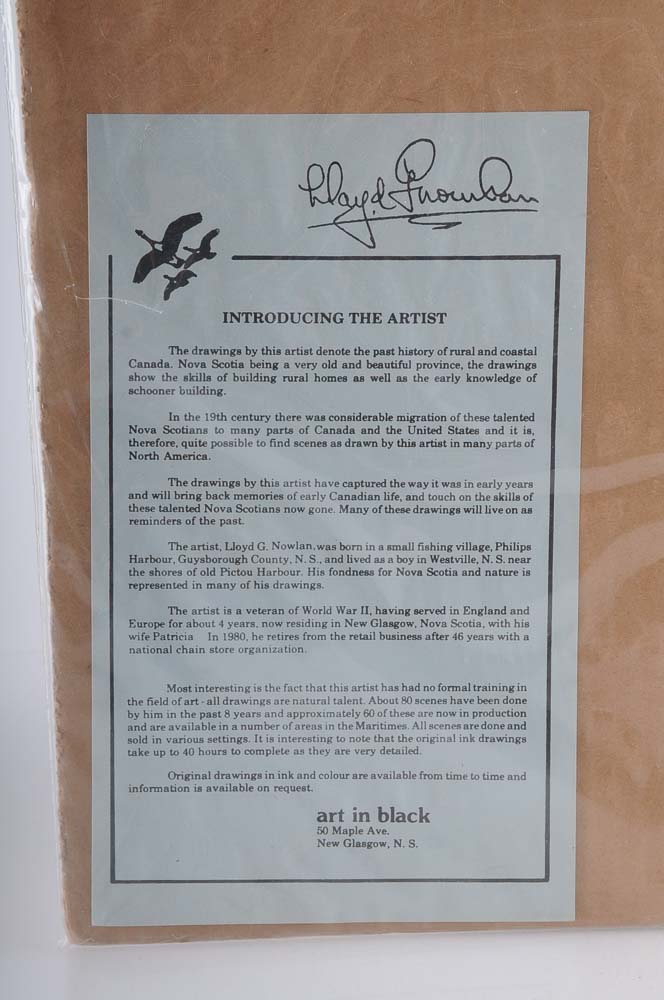 Lloyd G Nowlan
INTRODUCING THE ARTIST
The drawings by this artist denote the past history of rural and coastal
Canada. Nova Scotia being a very old and beautiful province, the drawings
show the skills of building rural homes as well as the early knowledge of
schooner building.
In the 19th century there was considerable migration of these talented
Nova Scotians to many parts of Canada and the United States and it is,
therefore, quite possible to find scenes as drawn by this artist in many parts of
North America.
The drawings by this artist have captured the way it was in early years
and will bring back memories of early Canadian life, and touch on the skills of
these talented Nova Scotians now gone. Many of these drawings will live on as
reminders of the past.
The artist, Lloyd G. Nowlan, was born in a small fishing village, Philips
Harbour, Guysborough County, N. S., and lived as a boy in Westville, N. S. near
the shores of old Pictou Harbour. His fondness for Nova Scotia and nature is
represented in many of his drawings.
The artist is a veteran of World War II, having served in England and
Europe for about 4 years, now residing in New Glasgow, Nova Scotia, with his
wife Patricia In 1980, he retires from the retail business after 46 years with a
national chain store organization.
Most interesting is the fact that this artist has had no formal training in
the field of art - all drawings are natural talent. About 80 scenes have been done
by him in the past 8 years and approximately 60 of these are now in production
and are available in a number of areas in the Maritimes. All scenes are done and
sold in various settings. It is interesting to note that the original ink drawings
take up to 40 hours to complete as they are very detailed.
Original drawings in ink and colour are available from time to time and
information is available on request.
art in black
50 Maple Ave.
New Glasgow, N. S.